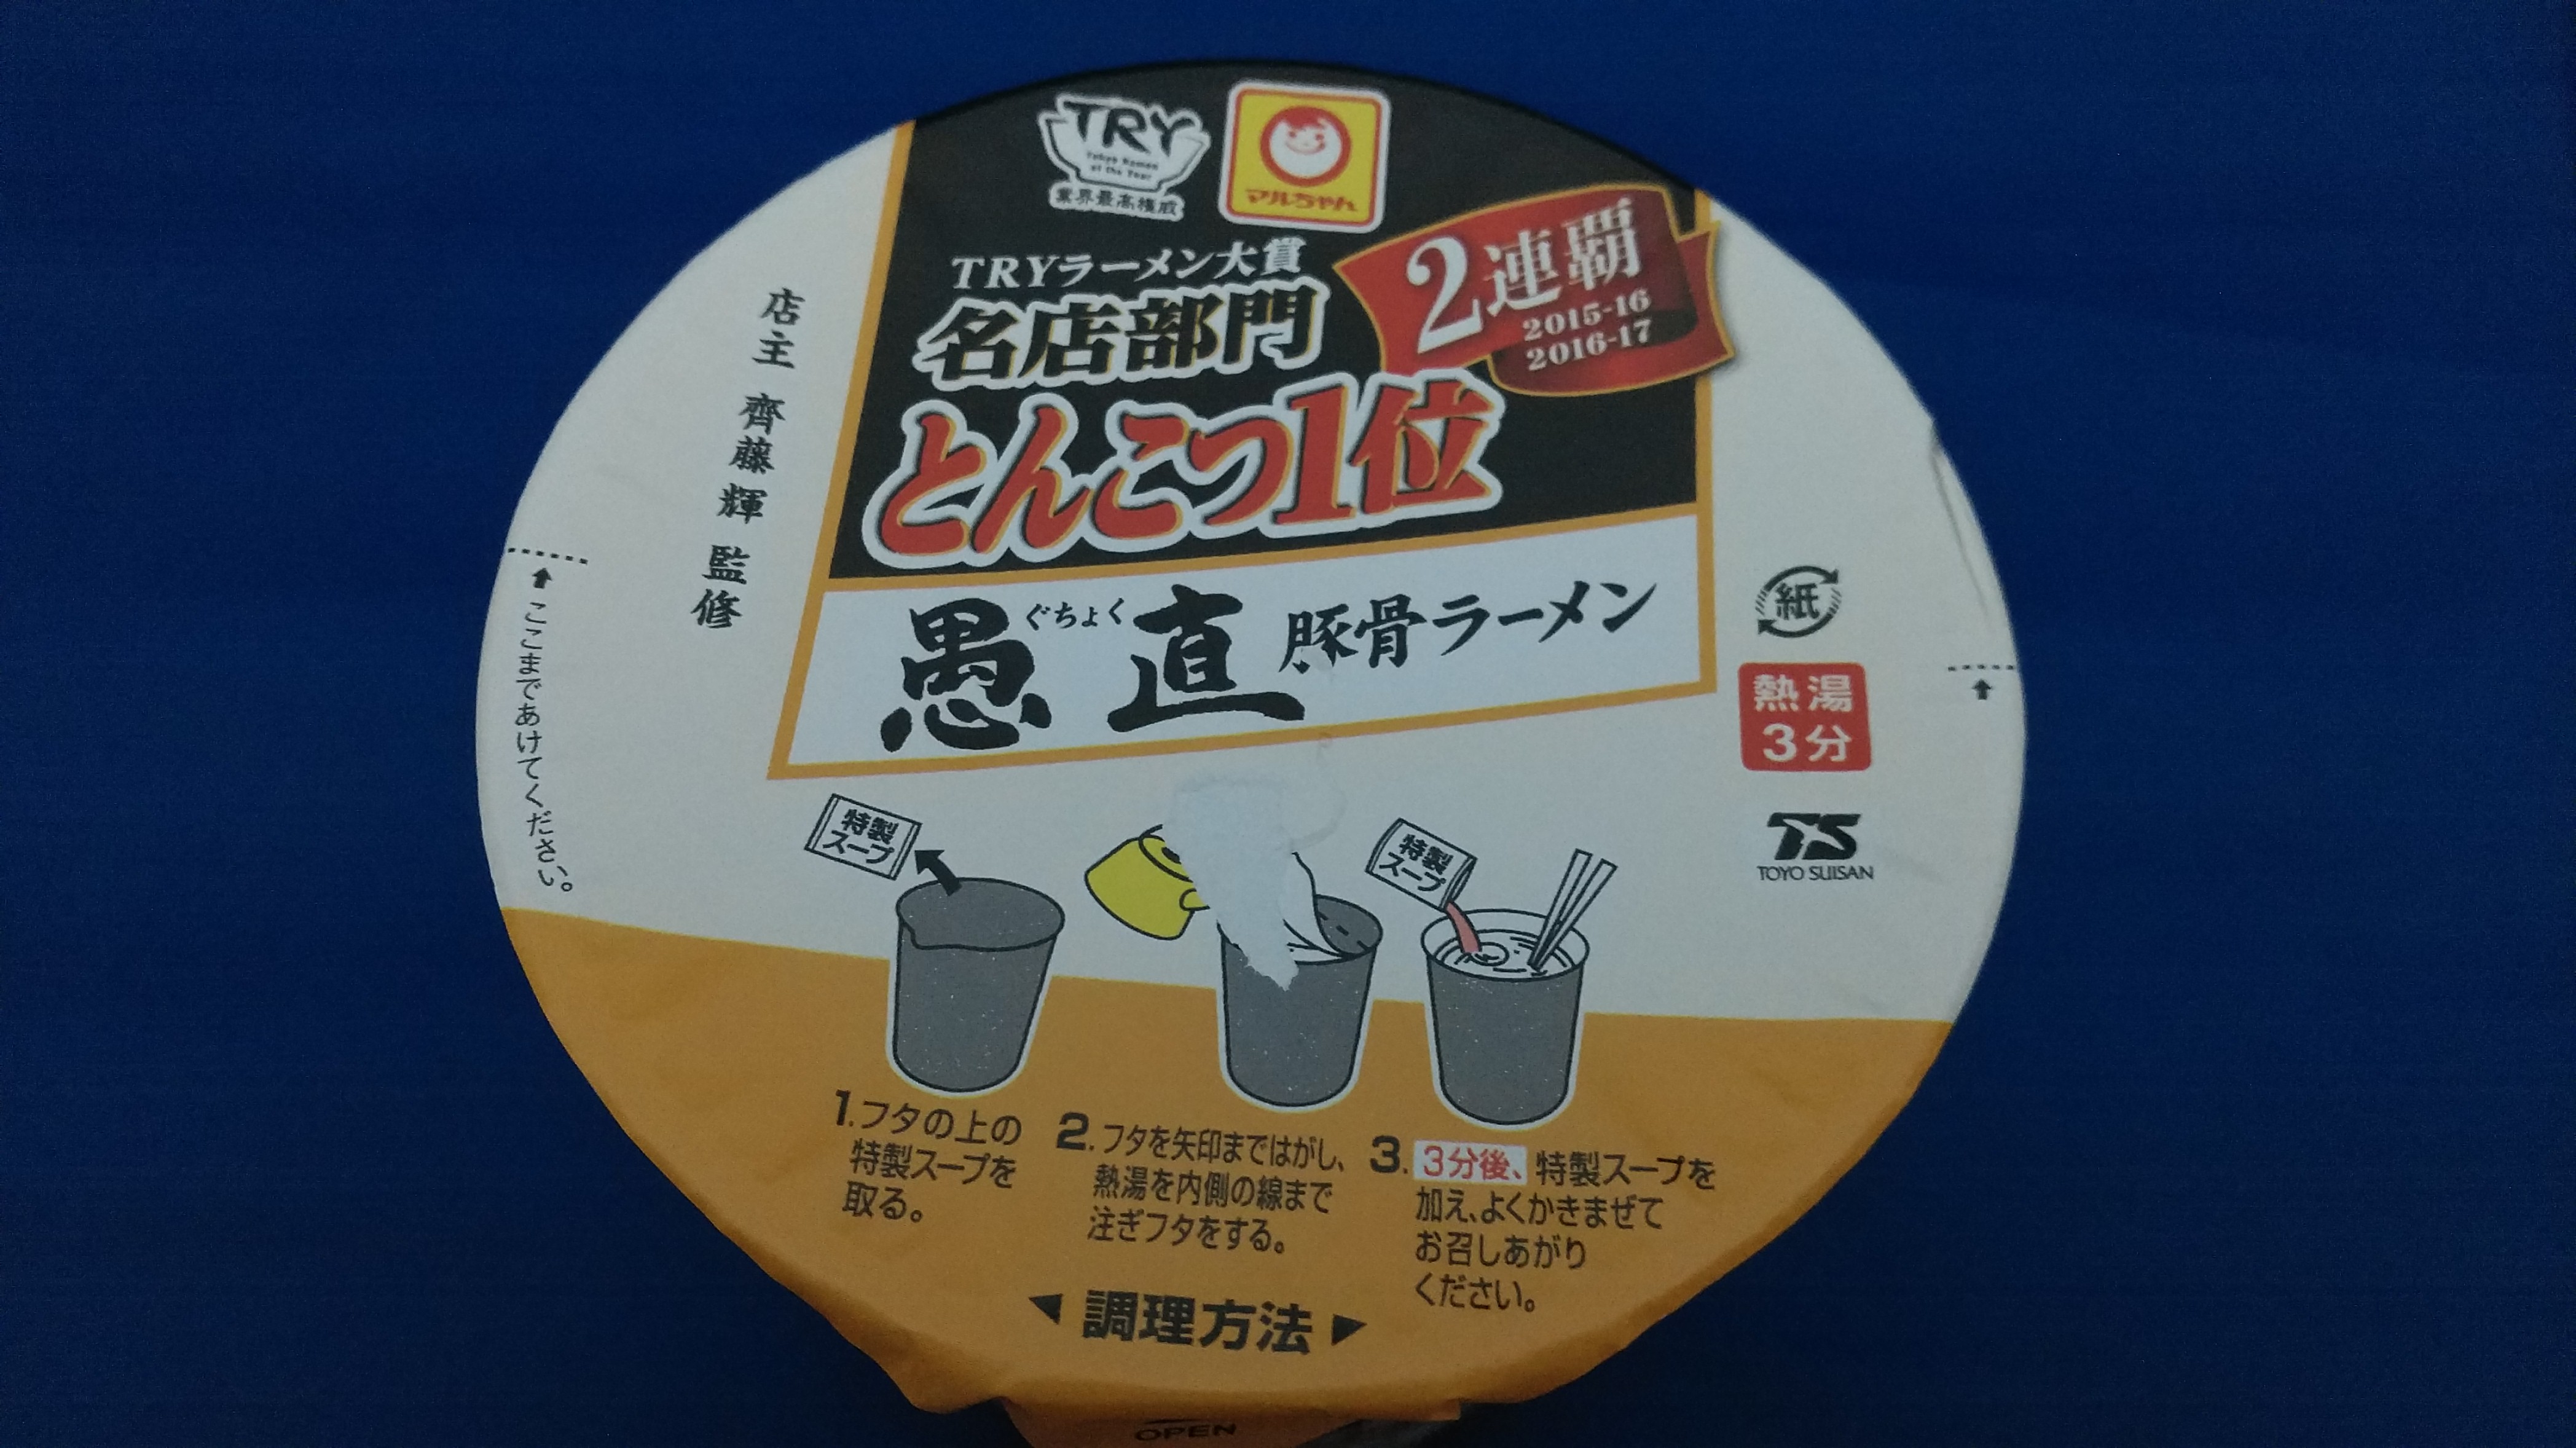 TRY
Tokyo Ramen
of the Year
業界最高権威
マルちゃん
TRYラーメン大賞
名店部門
2連覇
2015-16
2016-17
とんこつ1位
愚直
ぐちょく
豚骨ラーメン
店主 齊藤輝 監修
ここまであけてください。
紙
熱湯
3分
TS
TOYO SUISAN
特製
スープ
特製
スープ
1.フタの上の
特製スープを
取る。
2.フタを矢印まではがし、
熱湯を内側の線まで
注ぎフタをする。
3.3分後、特製スープを
加え、よくかきまぜて
お召しあがり
ください。
調理方法
OPEN